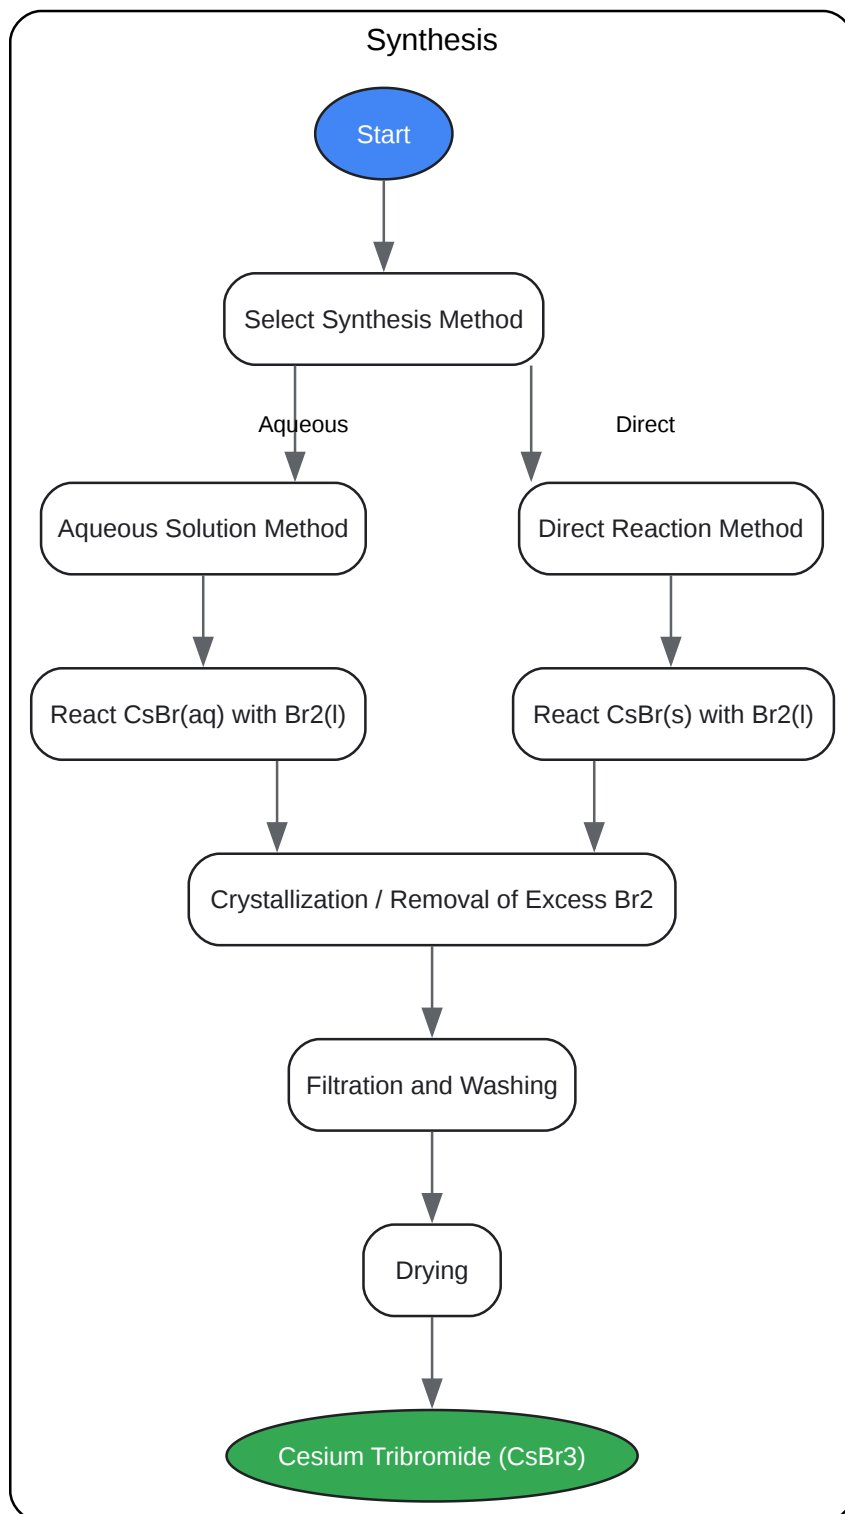 Synthesis
Start
Select Synthesis Method
Aqueous
Direct
Aqueous Solution Method
Direct Reaction Method
React CsBr(aq) with Br2(l)
React CsBr(s) with Br2(l)
Crystallization / Removal of Excess Br2
Filtration and Washing
Drying
Cesium Tribromide (CsBr3)